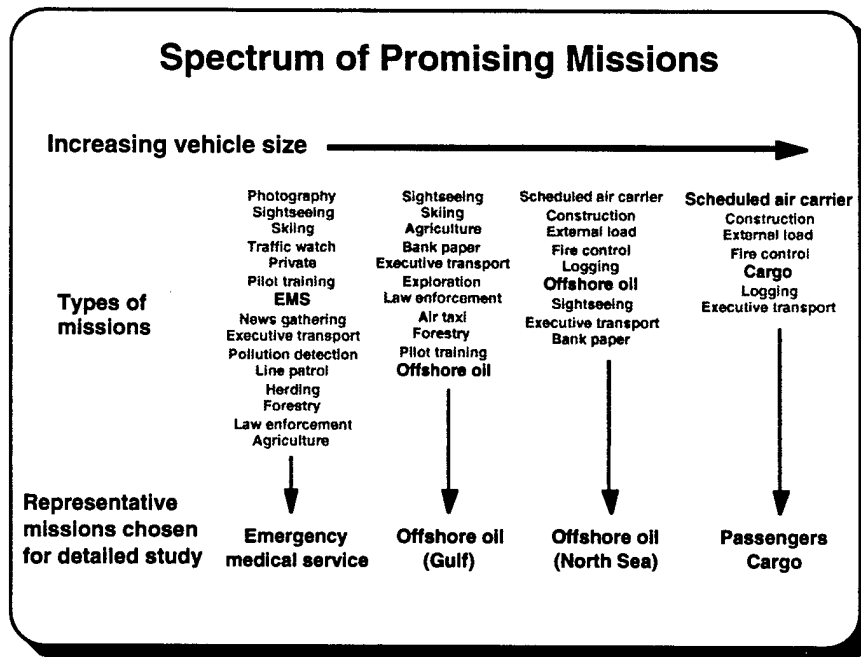 Spectrum of Promising Missions
Increasing vehicle size
Types of
missions
Photography
Sightseeing
Skiing
Traffic watch
Private
Pilot training
EMS
News gathering
Executive transport
Pollution detection
Line patrol
Herding
Forestry
Law enforcement
Agriculture
Sightseeing
Skiing
Agriculture
Bank paper
Executive transport
Exploration
Law enforcement
Air taxi
Forestry
Pilot training
Offshore oil
Scheduled air carrier
Construction
External load
Fire control
Logging
Offshore oil
Sightseeing
Executive transport
Bank paper
Scheduled air carrier
Construction
External load
Fire control
Cargo
Logging
Executive transport
Representative
missions chosen
for detailed study
Emergency
medical service
Offshore oil
(Gulf)
Offshore oil
(North Sea)
Passengers
Cargo